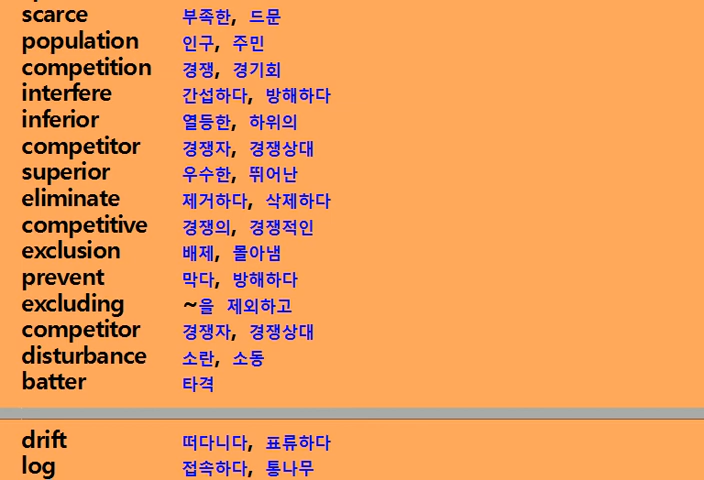 scarce 부족한, 드문
population 인구, 주민
competition 경쟁, 경기회
interfere 간섭하다, 방해하다
inferior 열등한, 하위의
competitor 경쟁자, 경쟁상대
superior 우수한, 뛰어난
eliminate 제거하다, 삭제하다
competitive 경쟁의, 경쟁적인
exclusion 배제, 몰아냄
prevent 막다, 방해하다
excluding ~을 제외하고
competitor 경쟁자, 경쟁상대
disturbance 소란, 소동
batter 타격
drift 떠다니다, 표류하다
log 접속하다, 통나무